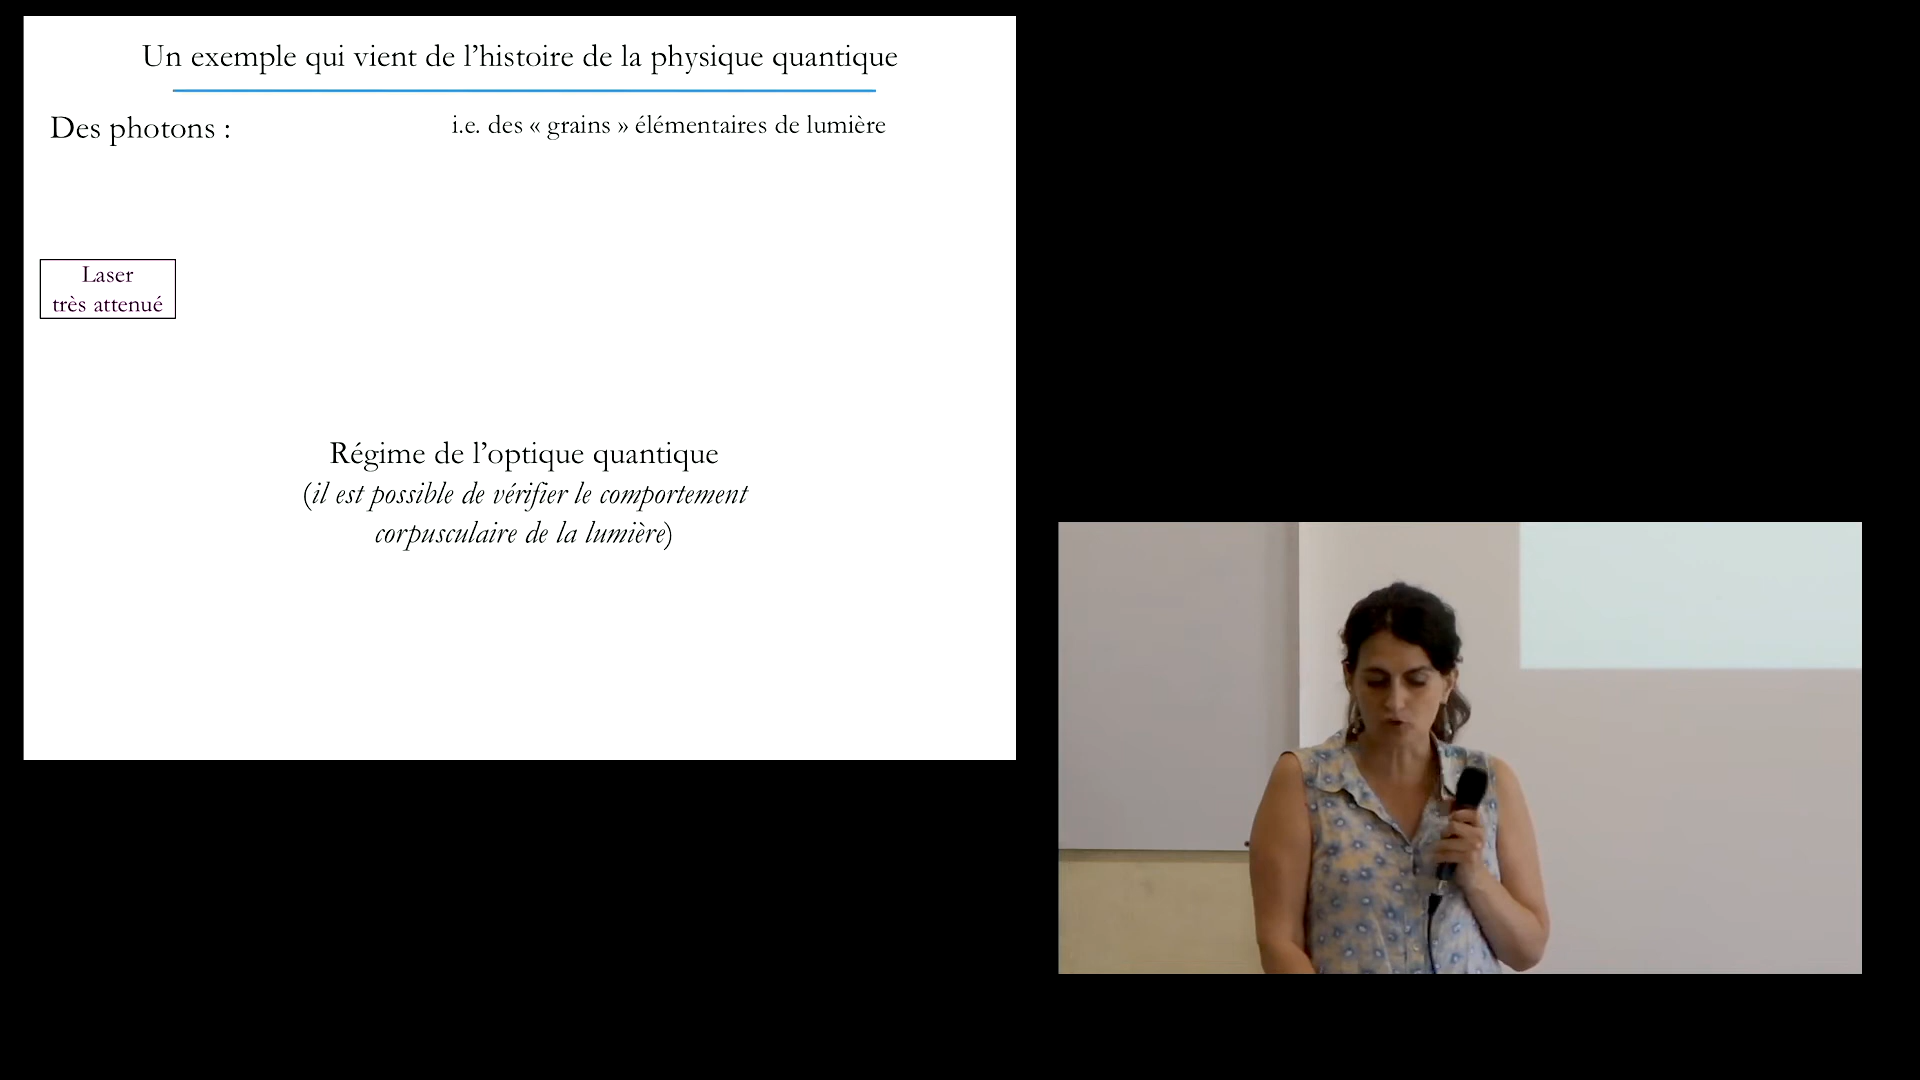 Un exemple qui vient de l’histoire de la physique quantique
Des photons :
i.e. des « grains » élémentaires de lumière
Laser
très attenué
Régime de l’optique quantique
(il est possible de vérifier le comportement
corpusculaire de la lumière)